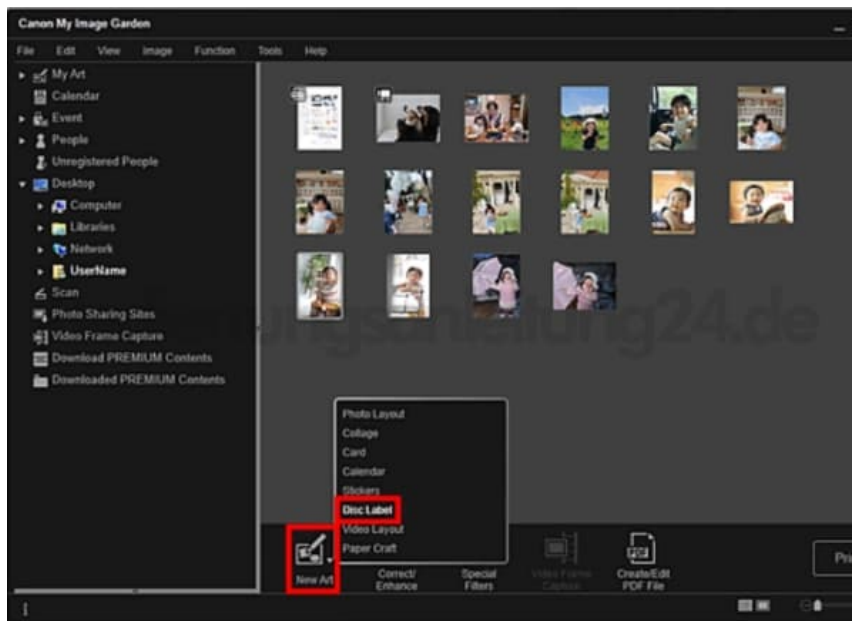 Canon My Image Garden
File Edit View Image Function Tools Help
My Art
Calendar
Event
People
Unregistered People
Desktop
Computer
Libraries
Network
UserName
Scan
Photo Sharing Sites
Video Frame Capture
Download PREMIUM Contents
Downloaded PREMIUM Contents
Photo Layout
Collage
Card
Calendar
Stickers
Disc Label
Video Layout
Paper Craft
New Art
Correct/
Enhance
Special
Filters
Video Frame
Capture
PDF
Create/Edit
PDF File